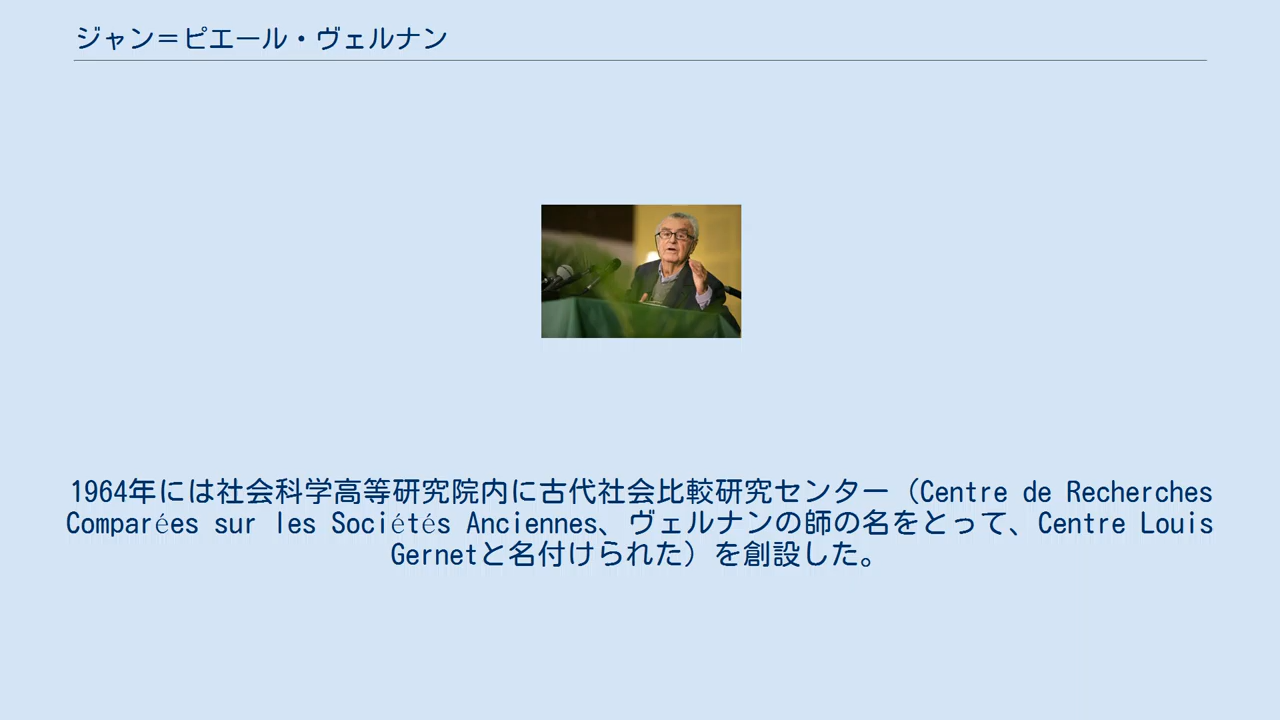 ジャン＝ピエール・ヴェルナン
1964年には社会科学高等研究院内に古代社会比較研究センター（Centre de Recherches
Comparées sur les Sociétés Anciennes、ヴェルナンの師の名をとって、Centre Louis
Gernetと名付けられた）を創設した。